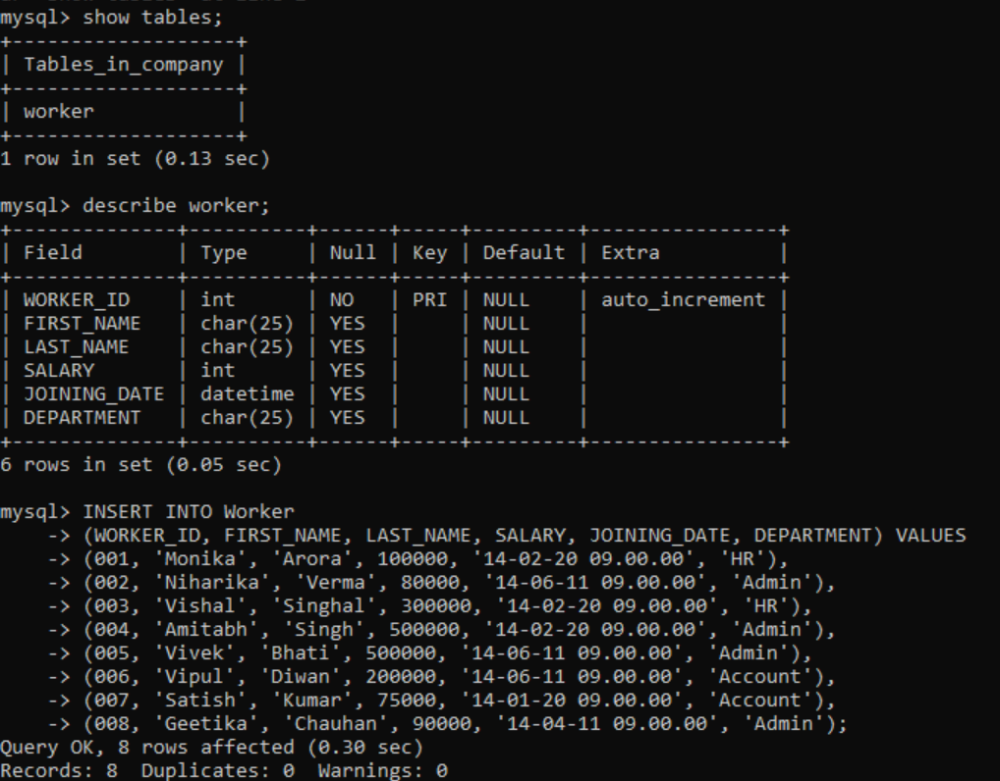 mysql> show tables;
+-------------------+
| Tables_in_company |
+-------------------+
| worker            |
+-------------------+
1 row in set (0.13 sec)
mysql> describe worker;
+--------------+----------+------+-----+---------+----------------+
| Field        | Type     | Null | Key | Default | Extra          |
+--------------+----------+------+-----+---------+----------------+
| WORKER_ID    | int      | NO   | PRI | NULL    | auto_increment |
| FIRST_NAME   | char(25) | YES  |     | NULL    |                |
| LAST_NAME    | char(25) | YES  |     | NULL    |                |
| SALARY       | int      | YES  |     | NULL    |                |
| JOINING_DATE | datetime | YES  |     | NULL    |                |
| DEPARTMENT   | char(25) | YES  |     | NULL    |                |
+--------------+----------+------+-----+---------+----------------+
6 rows in set (0.05 sec)
mysql> INSERT INTO Worker
    -> (WORKER_ID, FIRST_NAME, LAST_NAME, SALARY, JOINING_DATE, DEPARTMENT) VALUES
    -> (001, 'Monika', 'Arora', 100000, '14-02-20 09.00.00', 'HR'),
    -> (002, 'Niharika', 'Verma', 80000, '14-06-11 09.00.00', 'Admin'),
    -> (003, 'Vishal', 'Singhal', 300000, '14-02-20 09.00.00', 'HR'),
    -> (004, 'Amitabh', 'Singh', 500000, '14-02-20 09.00.00', 'Admin'),
    -> (005, 'Vivek', 'Bhati', 500000, '14-06-11 09.00.00', 'Admin'),
    -> (006, 'Vipul', 'Diwan', 200000, '14-06-11 09.00.00', 'Account'),
    -> (007, 'Satish', 'Kumar', 75000, '14-01-20 09.00.00', 'Account'),
    -> (008, 'Geetika', 'Chauhan', 90000, '14-04-11 09.00.00', 'Admin');
Query OK, 8 rows affected (0.30 sec)
Records: 8  Duplicates: 0  Warnings: 0